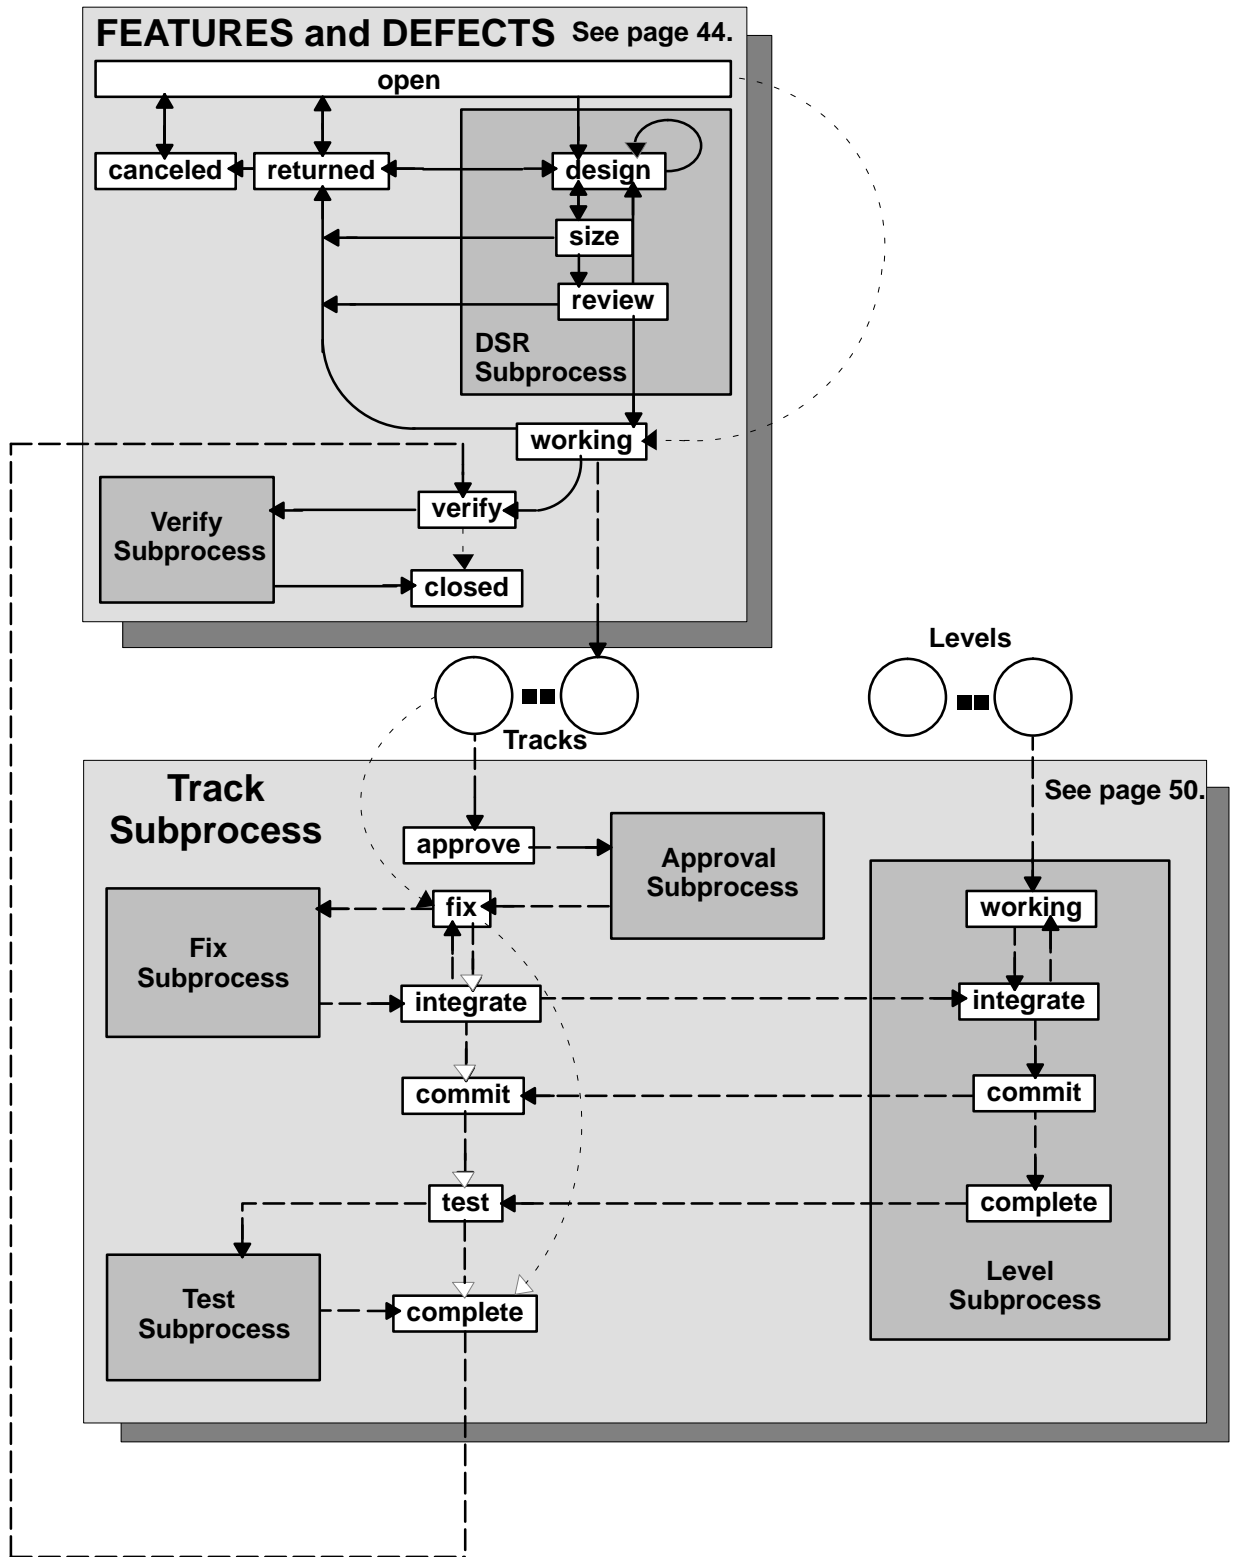 FEATURES and DEFECTS See page 44.
open
canceled
returned
design
size
review
DSR
Subprocess
working
verify
Verify
Subprocess
closed
Levels
Tracks
Track
Subprocess
See page 50.
approve
Approval
Subprocess
fix
working
Fix
Subprocess
integrate
integrate
commit
commit
test
complete
Level
Subprocess
Test
Subprocess
complete